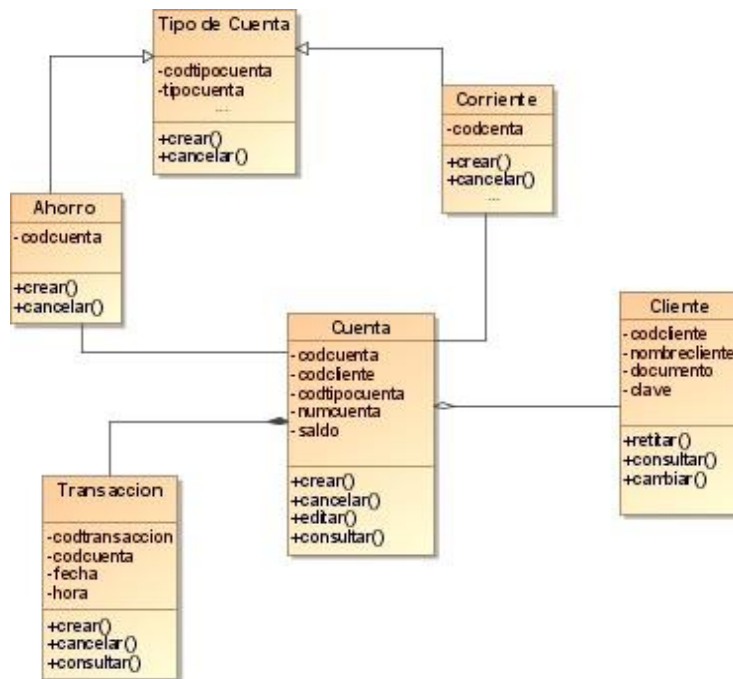 Tipo de Cuenta
-codtipocuenta
-tipocuenta
...
+crear()
+cancelar()
Corriente
-codcenta
+crear()
+cancelar()
...
Ahorro
-codcuenta
+crear()
+cancelar()
Cuenta
-codcuenta
-codcliente
-codtipocuenta
-numcuenta
-saldo
+crear()
+cancelar()
+editar()
+consultar()
Cliente
-codcliente
-nombrecliente
-documento
-clave
+retitar()
+consultar()
+cambiar()
Transaccion
-codtransaccion
-codcuenta
-fecha
-hora
+crear()
+cancelar()
+consultar()